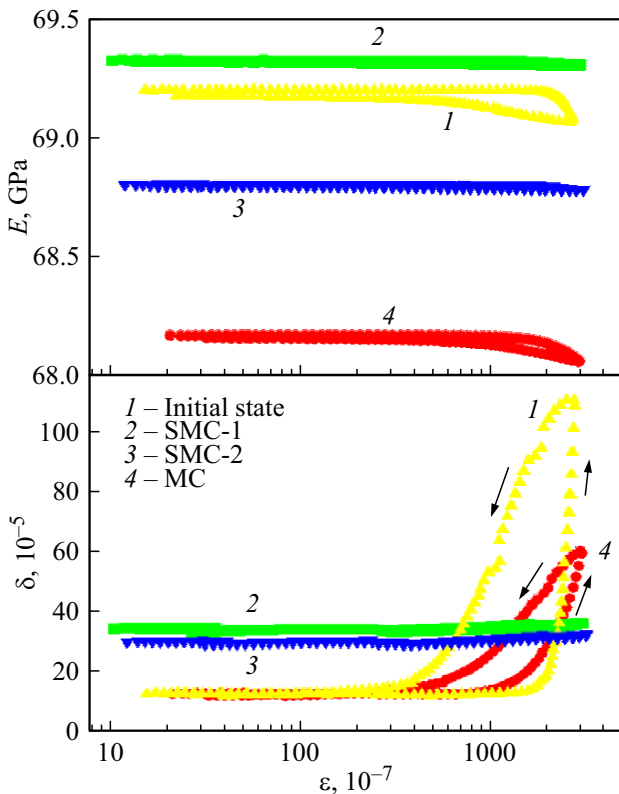 69.5
2
1
69.0
E, GPa
3
68.5
4
68.0
1 – Initial state
2 – SMC-1
3 – SMC-2
4 – MC
1
100
80
δ, 10⁻⁵
60
4
40
2
20
3
0
10 100 1000
ε, 10⁻⁷